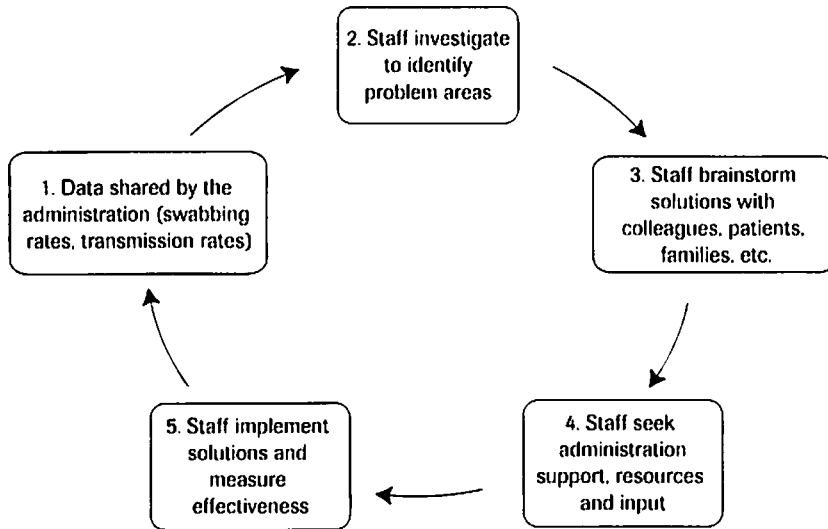 2. Staff investigate
to identify
problem areas
1. Data shared by the
administration (swabbing
rates, transmission rates)
3. Staff brainstorm
solutions with
colleagues, patients,
families, etc.
5. Staff implement
solutions and
measure
effectiveness
4. Staff seek
administration
support, resources
and input